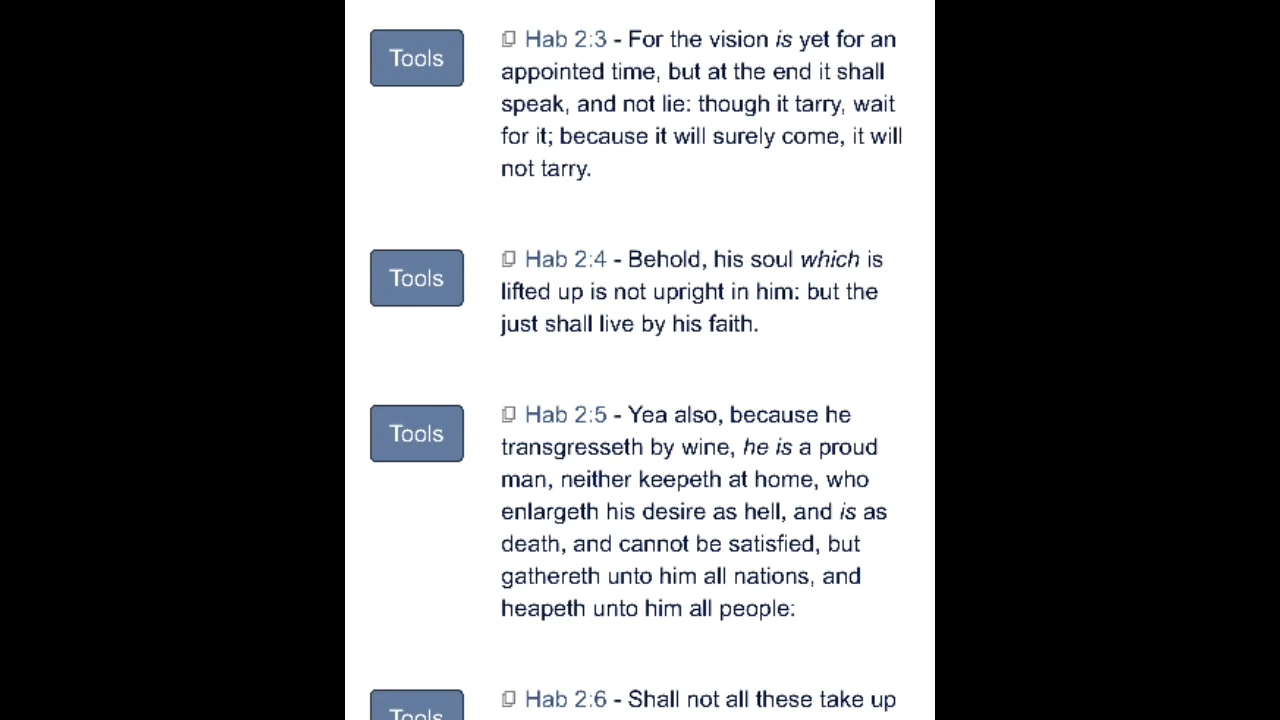 Tools
Hab 2:3 - For the vision is yet for an
appointed time, but at the end it shall
speak, and not lie: though it tarry, wait
for it; because it will surely come, it will
not tarry.
Tools
Hab 2:4 - Behold, his soul which is
lifted up is not upright in him: but the
just shall live by his faith.
Tools
Hab 2:5 - Yea also, because he
transgresseth by wine, he is a proud
man, neither keepeth at home, who
enlargeth his desire as hell, and is as
death, and cannot be satisfied, but
gathereth unto him all nations, and
heapeth unto him all people:
Tools
Hab 2:6 - Shall not all these take up